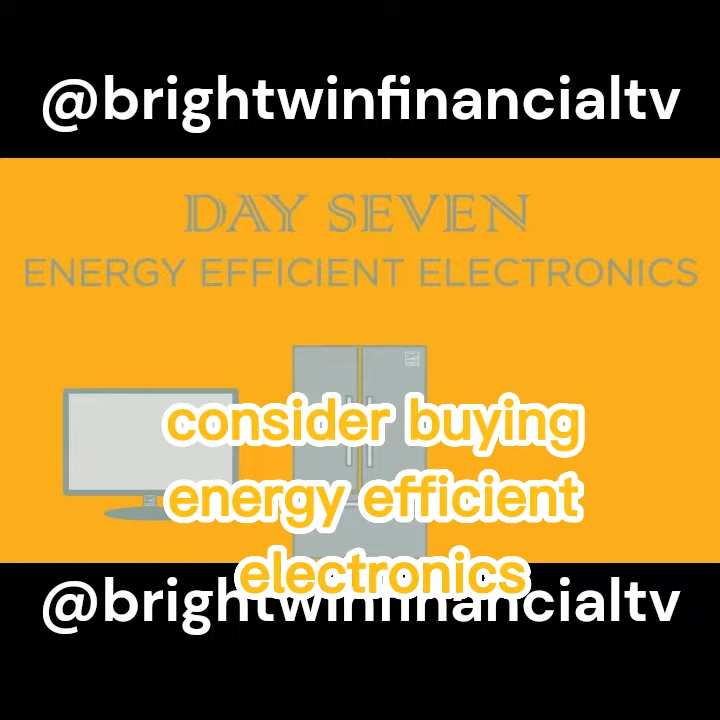 @brightwinfinancialtv
DAY SEVEN
ENERGY EFFICIENT ELECTRONICS
consider buying
energy efficient
electronics
@brightwinfinancialtv